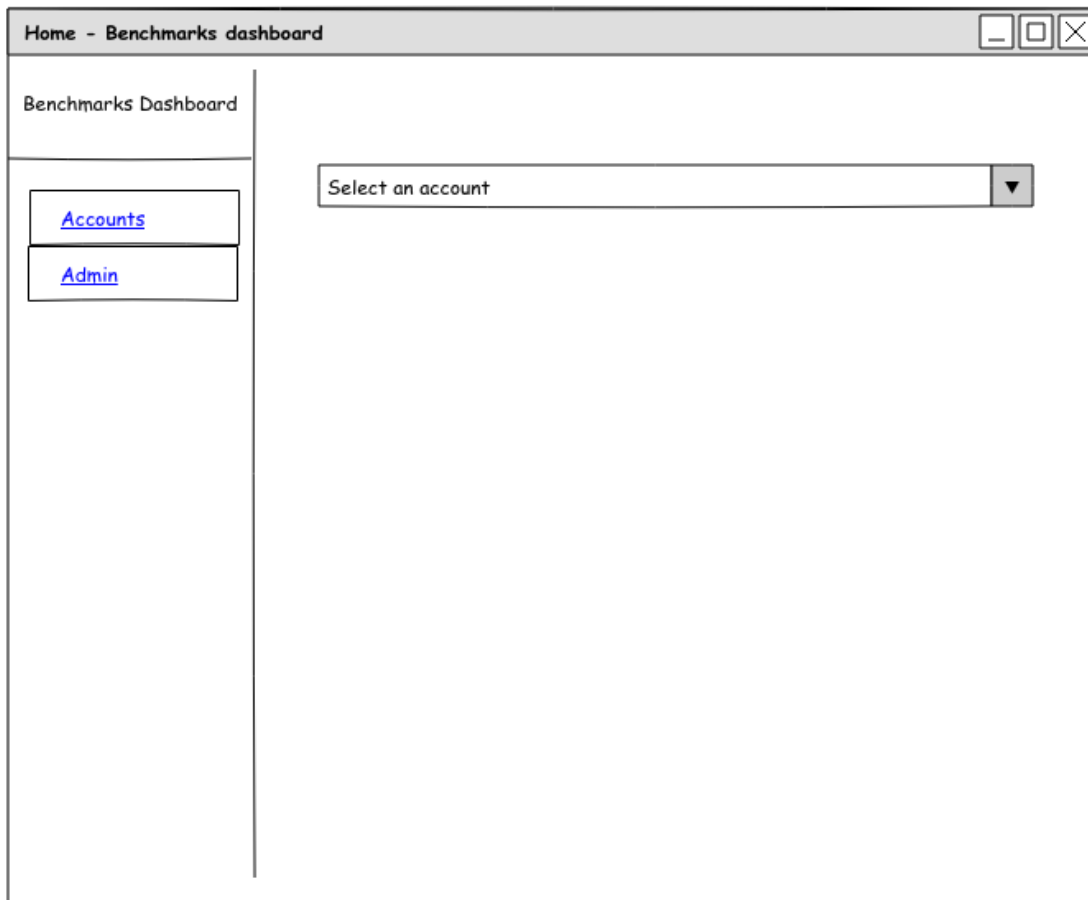 Home - Benchmarks dashboard
Benchmarks Dashboard
Select an account
Accounts
Admin